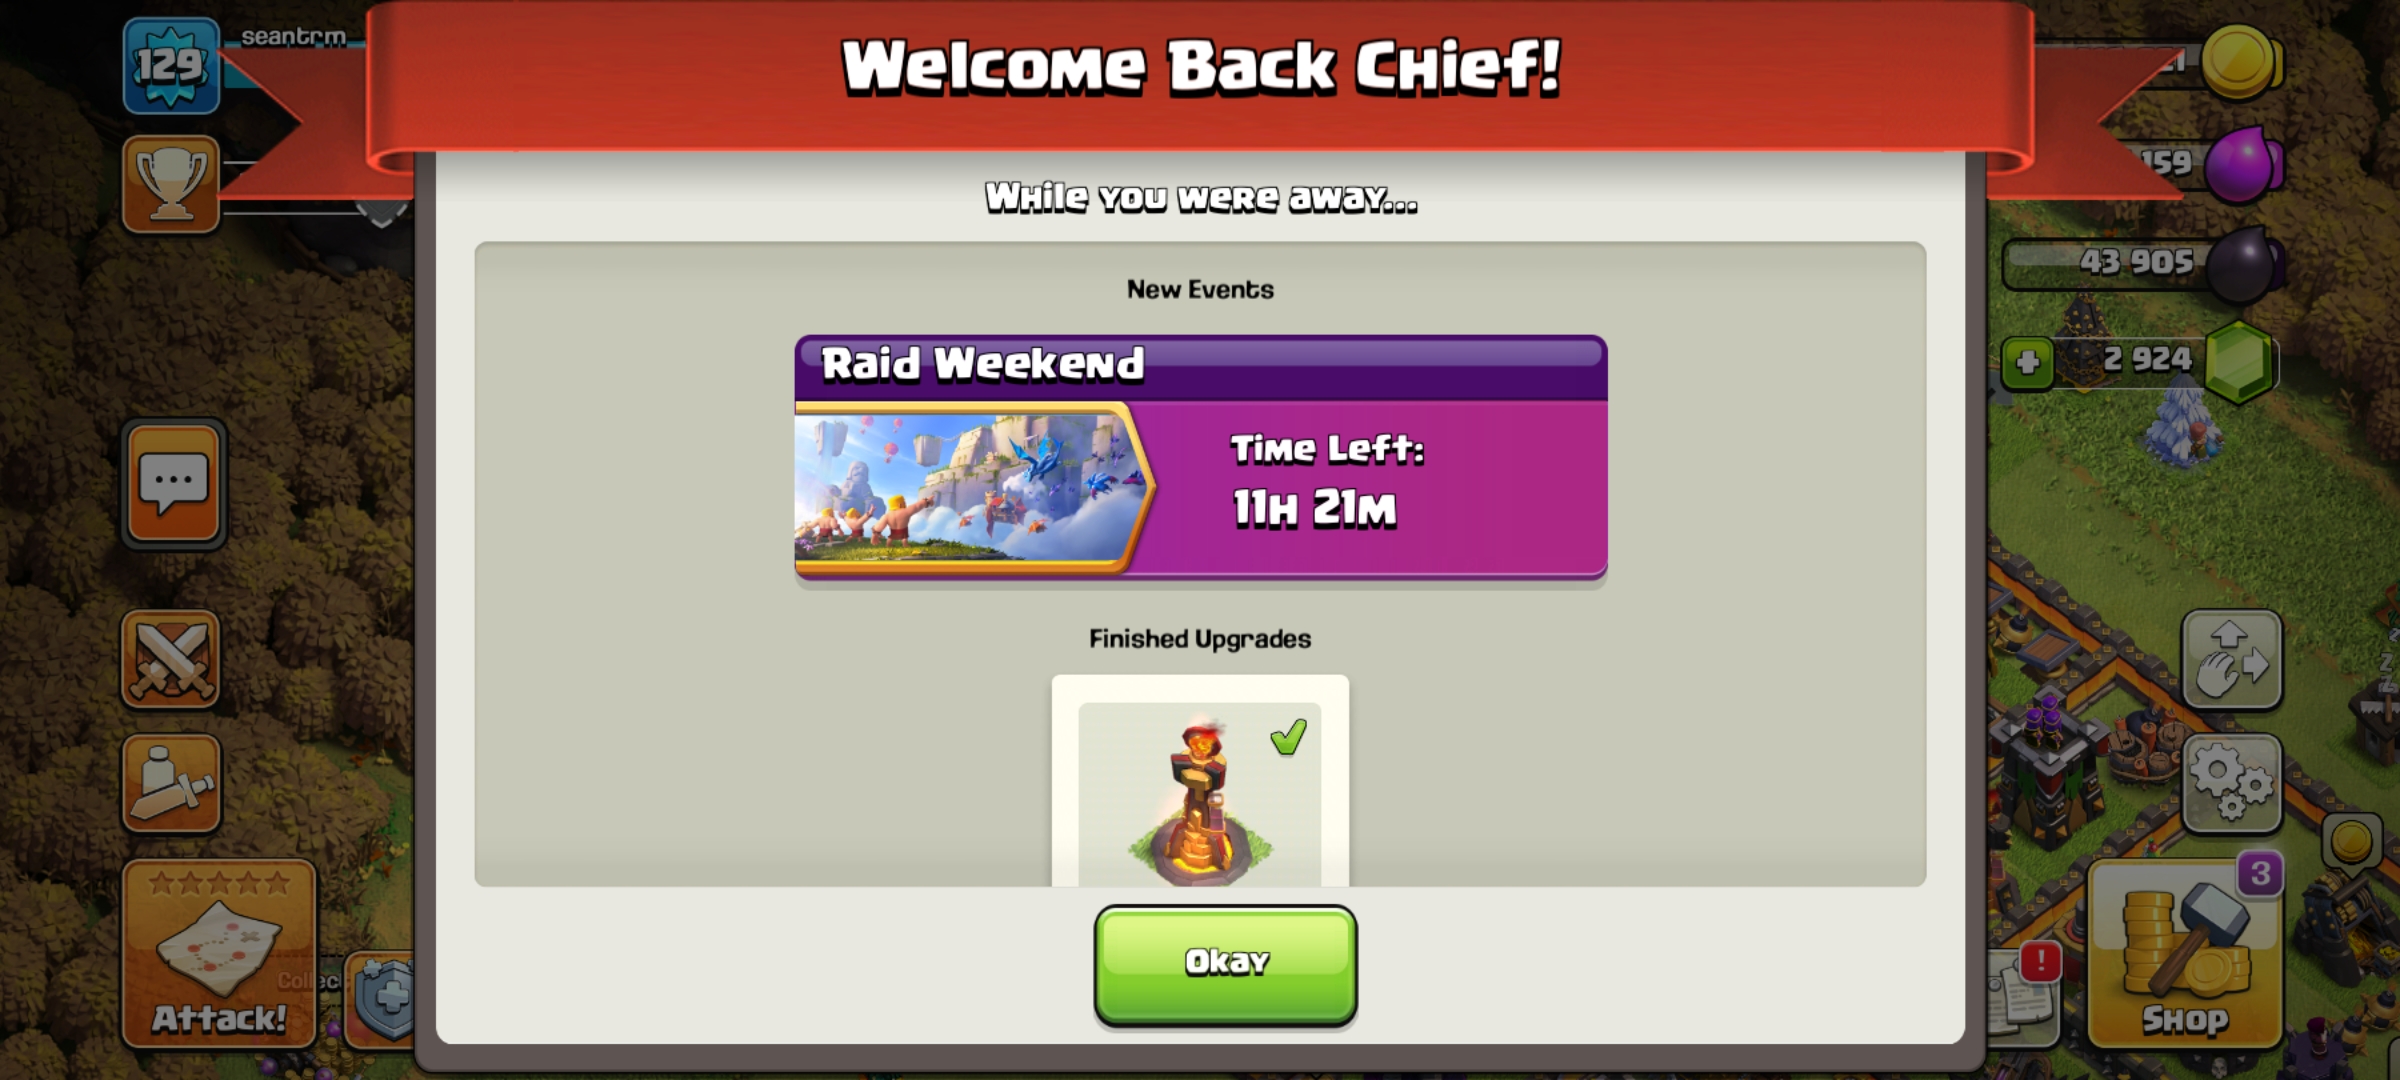 129
seantrm
Welcome Back Chief!
While you were away...
New Events
Raid Weekend
Time Left:
11H 21M
Finished Upgrades
Okay
159
43 905
2 924
Attack!
3
!
Shop